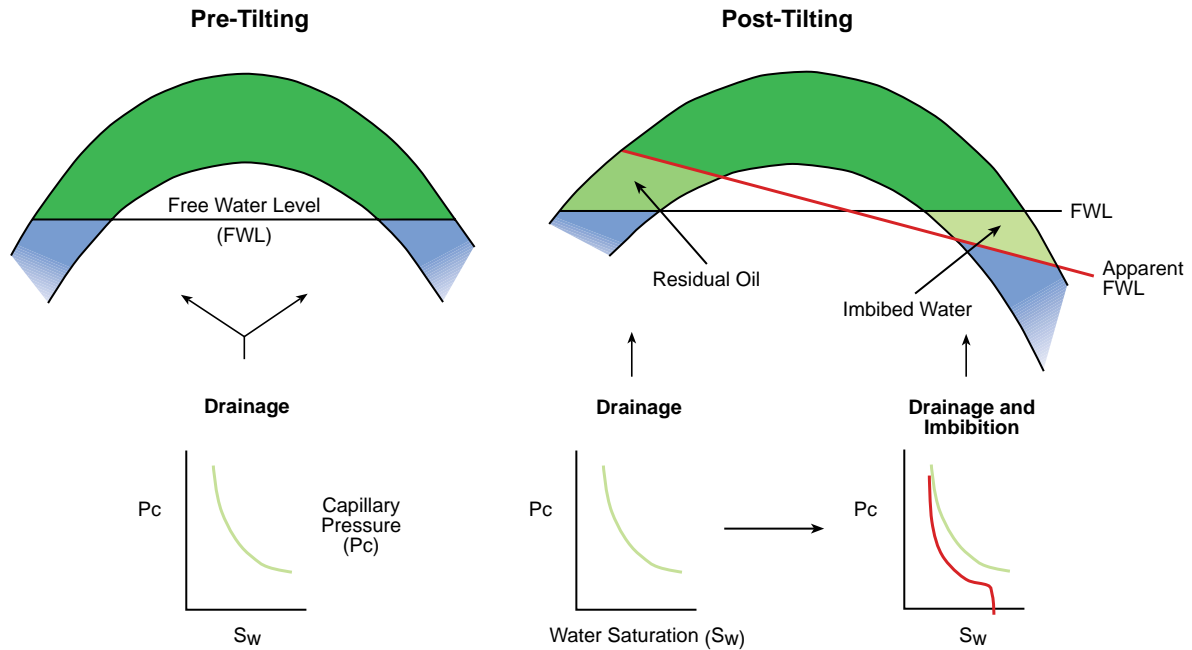 Pre-Tilting
Free Water Level
(FWL)
Drainage
Pc
Capillary
Pressure
(Pc)
Sw
Post-Tilting
FWL
Apparent
FWL
Residual Oil
Imbibed Water
Drainage
Pc
Water Saturation (Sw)
Drainage and
Imbibition
Pc
Sw